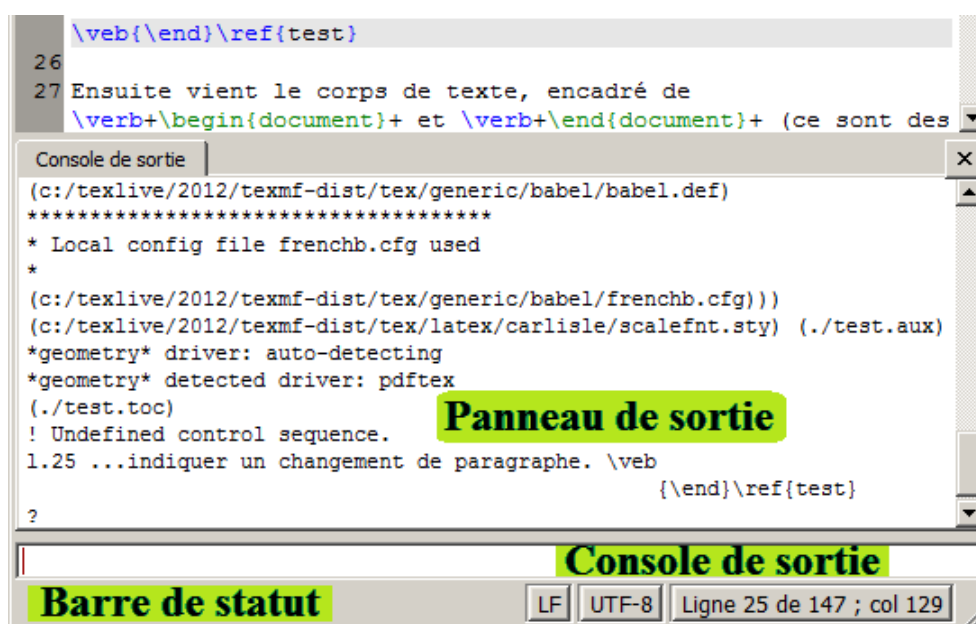 \veb{\end}\ref{test}
26
27 Ensuite vient le corps de texte, encadré de
\verb+\begin{document}+ et \verb+\end{document}+ (ce sont des
Console de sortie
(c:/texlive/2012/texmf-dist/tex/generic/babel/babel.def)
*************************************
* Local config file frenchb.cfg used
*
(c:/texlive/2012/texmf-dist/tex/generic/babel/frenchb.cfg)))
(c:/texlive/2012/texmf-dist/tex/latex/carlisle/scalefnt.sty) (./test.aux)
*geometry* driver: auto-detecting
*geometry* detected driver: pdftex
(./test.toc)
Panneau de sortie
! Undefined control sequence.
l.25 ...indiquer un changement de paragraphe. \veb
{\end}\ref{test}
?
Console de sortie
Barre de statut
LF UTF-8 Ligne 25 de 147 ; col 129